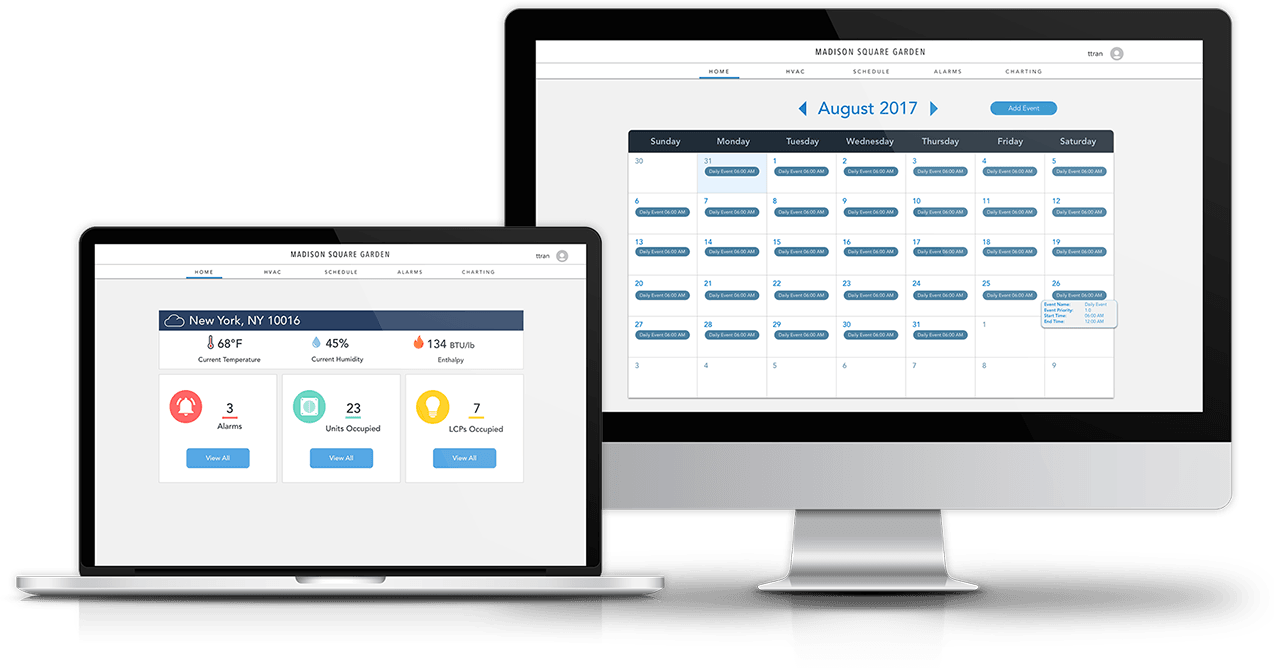 MADISON SQUARE GARDEN
ttran
HOME HVAC SCHEDULE ALARMS CHARTING
August 2017
Add Event
Sunday Monday Tuesday Wednesday Thursday Friday Saturday
30 31 1 2 3 4 5
Daily Event 06:00 AM Daily Event 06:00 AM Daily Event 06:00 AM Daily Event 06:00 AM Daily Event 06:00 AM Daily Event 06:00 AM
6 7 8 9 10 11 12
Daily Event 06:00 AM Daily Event 06:00 AM Daily Event 06:00 AM Daily Event 06:00 AM Daily Event 06:00 AM Daily Event 06:00 AM Daily Event 06:00 AM
13 14 15 16 17 18 19
Daily Event 06:00 AM Daily Event 06:00 AM Daily Event 06:00 AM Daily Event 06:00 AM Daily Event 06:00 AM Daily Event 06:00 AM Daily Event 06:00 AM
20 21 22 23 24 25 26
Daily Event 06:00 AM Daily Event 06:00 AM Daily Event 06:00 AM Daily Event 06:00 AM Daily Event 06:00 AM Daily Event 06:00 AM Daily Event 06:00 AM
Event Name: Daily Event
Event Priority: 1.0
Start Time: 06:00 AM
End Time: 12:00 AM
27 28 29 30 31 1
Daily Event 06:00 AM Daily Event 06:00 AM Daily Event 06:00 AM Daily Event 06:00 AM Daily Event 06:00 AM
3 4 5 6 7 8 9
MADISON SQUARE GARDEN
ttran
HOME HVAC SCHEDULE ALARMS CHARTING
New York, NY 10016
68°F 45% 134 BTU/lb
Current Temperature Current Humidity Enthalpy
3 23 7
Alarms Units Occupied LCPs Occupied
View All View All View All